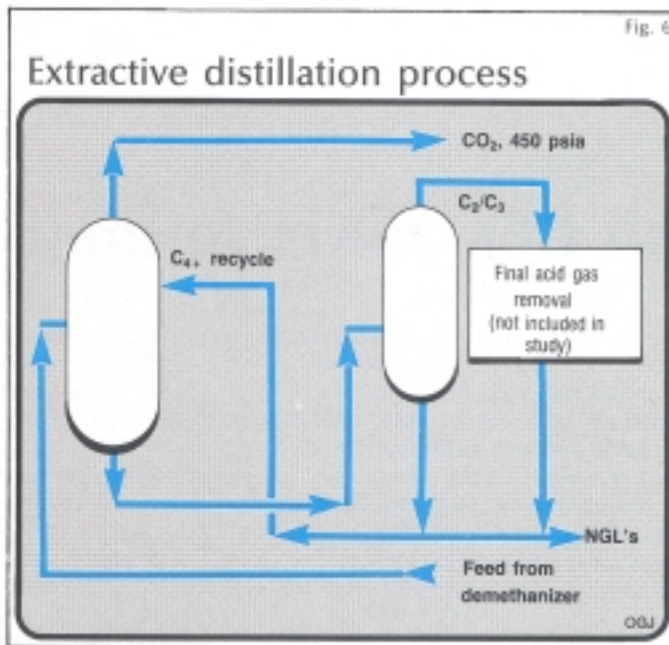 Fig. 6
Extractive distillation process
CO₂, 450 psia
C₂/C₃
C₄₊ recycle
Final acid gas
removal
(not included in
study)
NGL's
Feed from
demethanizer
OGJ